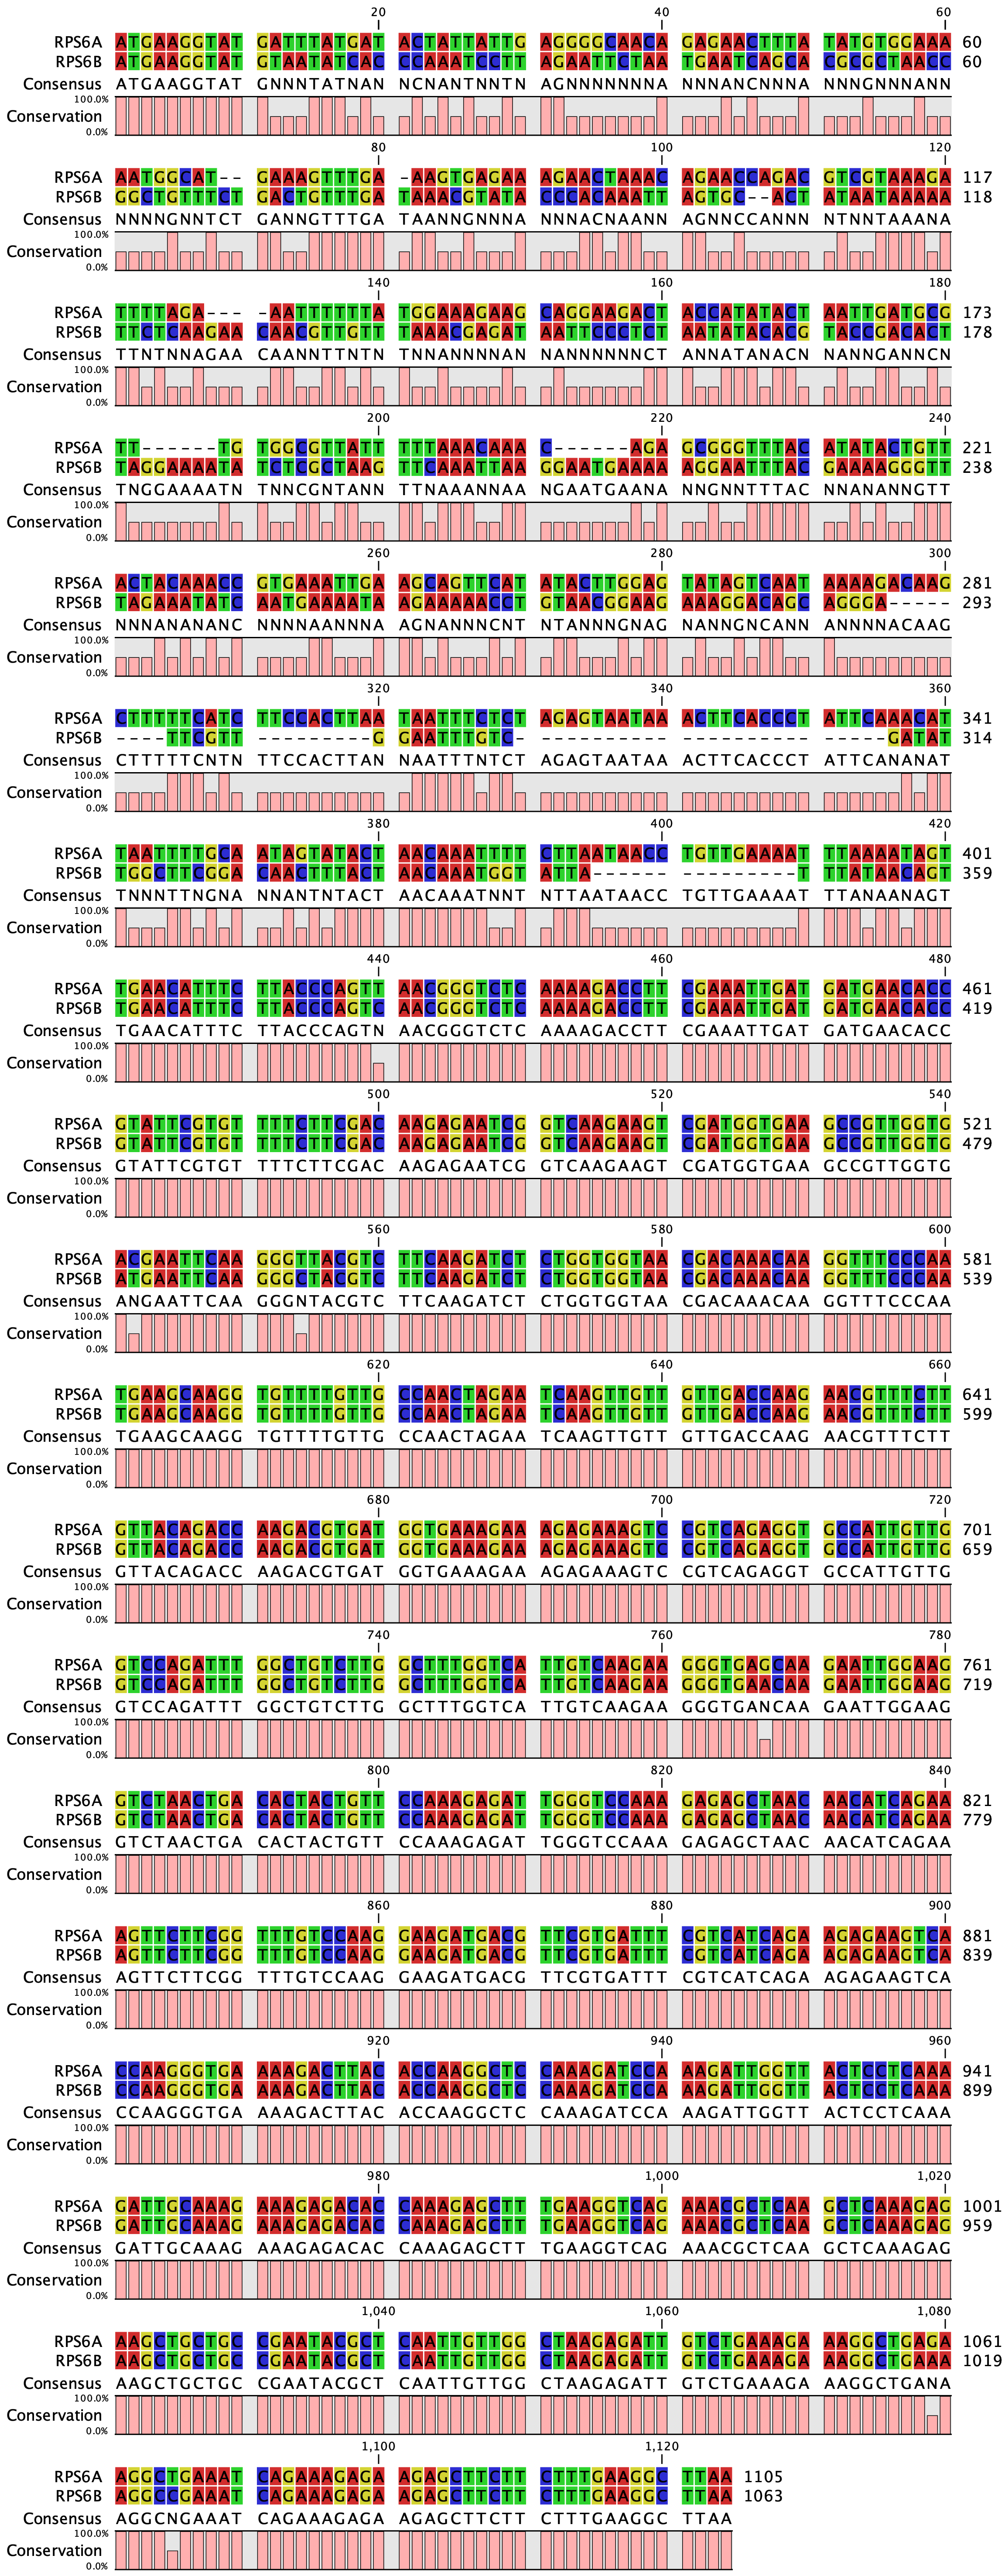 20 40 60
RPS6A ATGAAGGTAT GATTTATGAT ACTATTATTG AGGGGCAACA GAGAACTTTA TATGTGGAAA 60
RPS6B ATGAAGGTAT GTAATATCAC CCAAATCCTT AGAATTCTAA TGAATCAGCA CGCGCTAACC 60
Consensus ATGAAGGTAT GNNNTATNAN NCNANTNNTN AGNNNNNNNA NNNANCNNNA NNNGNNNANN
100.0%
Conservation
0.0%
80 100 120
RPS6A AATGGCAT-- GAAAGTTTGA -AAGTGAGAA AGAACTAAAC AGAACCAGAC GTCGTAAAGA 117
RPS6B GGCTGTTTCT GACTGTTTGA TAAACGTATA CCCACAAATT AGTGC--ACT ATAATAAAAA 118
Consensus NNNNGNNTCT GANNGTTTGA TAANNGNNNA NNNACNAANN AGNNCCANNN NTNNTAAANA
100.0%
Conservation
0.0%
140 160 180
RPS6A TTTTAGA--- -AATTTTTTA TGGAAAGAAG CAGGAAGACT ACCATATACT AATTGATGCG 173
RPS6B TTCTCAAGAA CAACGTTGTT TAAACGAGAT AATTCCCTCT AATATACACG TACCGACACT 178
Consensus TTNTNNAGAA CAANNTTNTN TNNANNNNAN NANNNNNNCT ANNATANACN NANNGANNCN
100.0%
Conservation
0.0%
200 220 240
RPS6A TT------TG TGGCGTTATT TTTAAACAAA C------AGA GCGGGTTTAC ATATACTGTT 221
RPS6B TAGGAAAATA TCTCGCTAAG TTCAAATTAA GGAATGAAAA AGGAATTTAC GAAAAGGGTT 238
Consensus TNGGAAAATN TNNCGNTANN TTNAAANNAA NGAATGAANA NNGNNTTTAC NNANANNGTT
100.0%
Conservation
0.0%
260 280 300
RPS6A ACTACAAACC GTGAAATTGA AGCAGTTCAT ATACTTGGAG TATAGTCAAT AAAAGACAAG 281
RPS6B TAGAAATATC AATGAAAATA AGAAAAACCT GTAACGGAAG AAAGGACAGC AGGGA----- 293
Consensus NNNANANANC NNNNNAANNNA AGNANNNCNT NTANNNGNAG NANNGNCANN ANNNNACAAG
100.0%
Conservation
0.0%
320 340 360
RPS6A CTTTTTCATC TTCCACTTAA TAATTTCTCT AGAGTAATAA ACTTCACCCT ATTCAAACAT 341
RPS6B ----TTCGTT ---------G GAATTTGTC- ---------- ---------- -----GATAT 314
Consensus CTTTTTCNTN TTCCACTTAN NAATTTNTCT AGAGTAATAA ACTTCACCCT ATTCANANAT
100.0%
Conservation
0.0%
380 400 420
RPS6A TAATTTTGCA ATAGTATACT AACAAATTTT CTTAATAACC TGTTGAAAAT TTAAAATAGT 401
RPS6B TGGCTTCGGA CAACTTTACT AACAAATGGT ATTA------ ---------T TTATAACAGT 359
Consensus TNNNTTNGNA NNANTNTACT AACAAATNNT NTTAATAACC TGTTGAAAAT TTANAANAGT
100.0%
Conservation
0.0%
440 460 480
RPS6A TGAACATTTC TTACCCAGTT AACGGGTCTC AAAAGACCTT CGAAATTGAT GATGAACACC 461
RPS6B TGAACATTTC TTACCCAGTC AACGGGTCTC AAAAGACCTT CGAAATTGAT GATGAACACC 419
Consensus TGAACATTTC TTACCCAGTN AACGGGTCTC AAAAGACCTT CGAAATTGAT GATGAACACC
100.0%
Conservation
0.0%
500 520 540
RPS6A GTATTCGTGT TTTCTTCGAC AAGAGAATCG GTCAAGAAGT CGATGGTGAA GCCGTTGGTG 521
RPS6B GTATTCGTGT TTTCTTCGAC AAGAGAATCG GTCAAGAAGT CGATGGTGAA GCCGTTGGTG 479
Consensus GTATTCGTGT TTTCTTCGAC AAGAGAATCG GTCAAGAAGT CGATGGTGAA GCCGTTGGTG
100.0%
Conservation
0.0%
560 580 600
RPS6A ACGAATTCAA GGGTTACGTC TTCAAGATCT CTGGTGGTAA CGACAAACAA GGTTTCCCAA 581
RPS6B ATGAATTCAA GGGCTACGTC TTCAAGATCT CTGGTGGTAA CGACAAACAA GGTTTCCCAA 539
Consensus ANGAATTCAA GGGNTACGTC TTCAAGATCT CTGGTGGTAA CGACAAACAA GGTTTCCCAA
100.0%
Conservation
0.0%
620 640 660
RPS6A TGAAGCAAGG TGTTTTGTTG CCAACTAGAA TCAAGTTGTT GTTGACCAAG AACGTTTCTT 641
RPS6B TGAAGCAAGG TGTTTTGTTG CCAACTAGAA TCAAGTTGTT GTTGACCAAG AACGTTTCTT 599
Consensus TGAAGCAAGG TGTTTTGTTG CCAACTAGAA TCAAGTTGTT GTTGACCAAG AACGTTTCTT
100.0%
Conservation
0.0%
680 700 720
RPS6A GTTACAGACC AAGACGTGAT GGTGAAAGAA AGAGAAAGTC CGTCAGAGGT GCCATTGTTG 701
RPS6B GTTACAGACC AAGACGTGAT GGTGAAAGAA AGAGAAAGTC CGTCAGAGGT GCCATTGTTG 659
Consensus GTTACAGACC AAGACGTGAT GGTGAAAGAA AGAGAAAGTC CGTCAGAGGT GCCATTGTTG
100.0%
Conservation
0.0%
740 760 780
RPS6A GTCCAGATTT GGCTGTCTTG GCTTTGGTCA TTGTCAAGAA GGGTGAGCAA GAATTGGAAG 761
RPS6B GTCCAGATTT GGCTGTCTTG GCTTTGGTCA TTGTCAAGAA GGGTGAACAA GAATTGGAAG 719
Consensus GTCCAGATTT GGCTGTCTTG GCTTTGGTCA TTGTCAAGAA GGGTGANCAA GAATTGGAAG
100.0%
Conservation
0.0%
800 820 840
RPS6A GTCTAACTGA CACTACTGTT CCAAAGAGAT TGGGTCCAAA GAGAGCTAAC AACATCAGAA 821
RPS6B GTCTAACTGA CACTACTGTT CCAAAGAGAT TGGGTCCAAA GAGAGCTAAC AACATCAGAA 779
Consensus GTCTAACTGA CACTACTGTT CCAAAGAGAT TGGGTCCAAA GAGAGCTAAC AACATCAGAA
100.0%
Conservation
0.0%
860 880 900
RPS6A AGTTCTTCGG TTTGTCCAAG GAAGATGACG TTCGTGATTT CGTCATCAGA AGAGAAGTCA 881
RPS6B AGTTCTTCGG TTTGTCCAAG GAAGATGACG TTCGTGATTT CGTCATCAGA AGAGAAGTCA 839
Consensus AGTTCTTCGG TTTGTCCAAG GAAGATGACG TTCGTGATTT CGTCATCAGA AGAGAAGTCA
100.0%
Conservation
0.0%
920 940 960
RPS6A CCAAGGGTGA AAAGACTTAC ACCAAGGCTC CAAAGATCCA AAGATTGGTT ACTCCTCAAA 941
RPS6B CCAAGGGTGA AAAGACTTAC ACCAAGGCTC CAAAGATCCA AAGATTGGTT ACTCCTCAAA 899
Consensus CCAAGGGTGA AAAGACTTAC ACCAAGGCTC CAAAGATCCA AAGATTGGTT ACTCCTCAAA
100.0%
Conservation
0.0%
980 1,000 1,020
RPS6A GATTGCAAAG AAAGAGACAC CAAAGAGCTT TGAAGGTCAG AAACGCTCAA GCTCAAAGAG 1001
RPS6B GATTGCAAAG AAAGAGACAC CAAAGAGCTT TGAAGGTCAG AAACGCTCAA GCTCAAAGAG 959
Consensus GATTGCAAAG AAAGAGACAC CAAAGAGCTT TGAAGGTCAG AAACGCTCAA GCTCAAAGAG
100.0%
Conservation
0.0%
1,040 1,060 1,080
RPS6A AAGCTGCTGC CGAATACGCT CAATTGTTGG CTAAGAGATT GTCTGAAAGA AAGGCTGAGA 1061
RPS6B AAGCTGCTGC CGAATACGCT CAATTGTTGG CTAAGAGATT GTCTGAAAGA AAGGCTGAAA 1019
Consensus AAGCTGCTGC CGAATACGCT CAATTGTTGG CTAAGAGATT GTCTGAAAGA AAGGCTGANA
100.0%
Conservation
0.0%
1,100 1,120
RPS6A AGGCTGAAAT CAGAAAGAGA AGAGCTTCTT CTTTGAAGGC TTAA 1105
RPS6B AGGCCGAAAT CAGAAAGAGA AGAGCTTCTT CTTTGAAGGC TTAA 1063
Consensus AGGCNGAAAT CAGAAAGAGA AGAGCTTCTT CTTTGAAGGC TTAA
100.0%
Conservation
0.0%